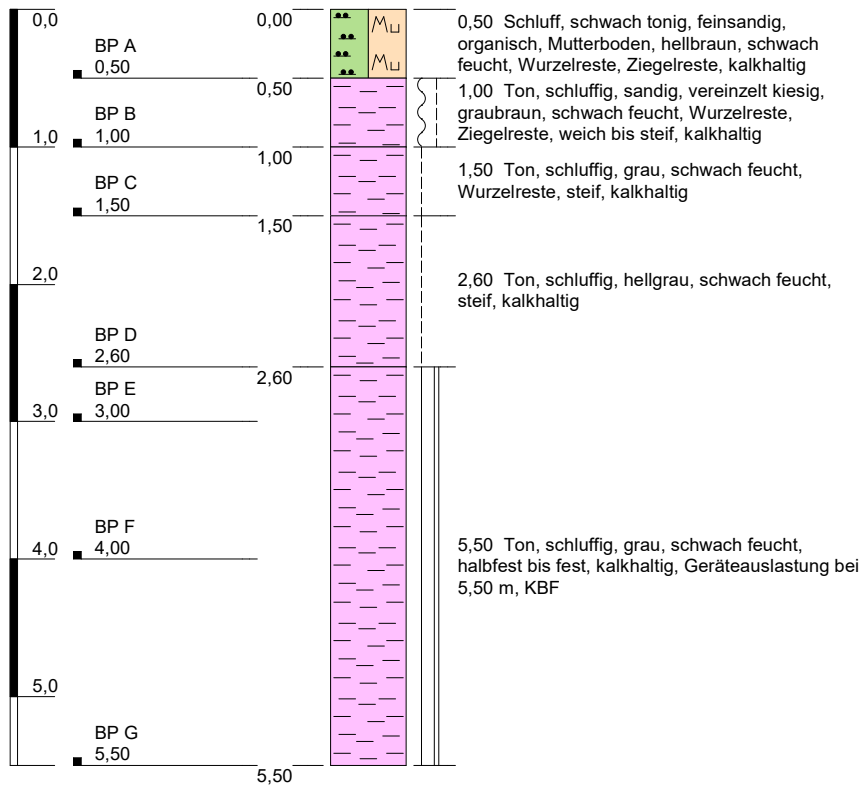 0,0
BP A
0,50
BP B
1,0
1,00
BP C
1,50
2,0
BP D
2,60
BP E
3,0
3,00
BP F
4,0
4,00
5,0
BP G
5,50
0,00
0,50
1,00
1,50
2,60
5,50
M u
M u
0,50 Schluff, schwach tonig, feinsandig,
organisch, Mutterboden, hellbraun, schwach
feucht, Wurzelreste, Ziegelreste, kalkhaltig
1,00 Ton, schluffig, sandig, vereinzelt kiesig,
graubraun, schwach feucht, Wurzelreste,
Ziegelreste, weich bis steif, kalkhaltig
1,50 Ton, schluffig, grau, schwach feucht,
Wurzelreste, steif, kalkhaltig
2,60 Ton, schluffig, hellgrau, schwach feucht,
steif, kalkhaltig
5,50 Ton, schluffig, grau, schwach feucht,
halbfest bis fest, kalkhaltig, Geräteauslastung bei
5,50 m, KBF